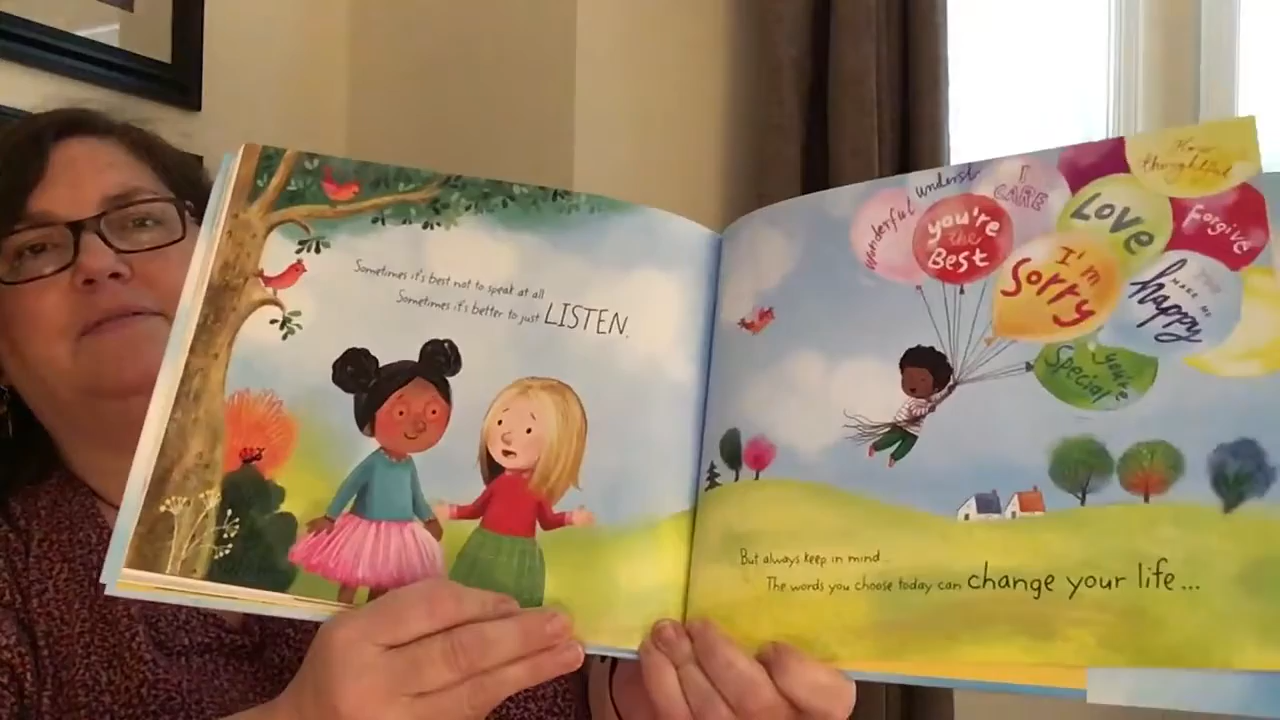 Sometimes it's best not to speak at all
Sometimes it's better to just LISTEN.
wonderful
underst
I
CARE
How
thoughtful
you're
the
BEST
LOVE
Forgive
I'm
Sorry
MAKE ME
happy
you're
Special
But always keep in mind...
The words you choose today can change your life...